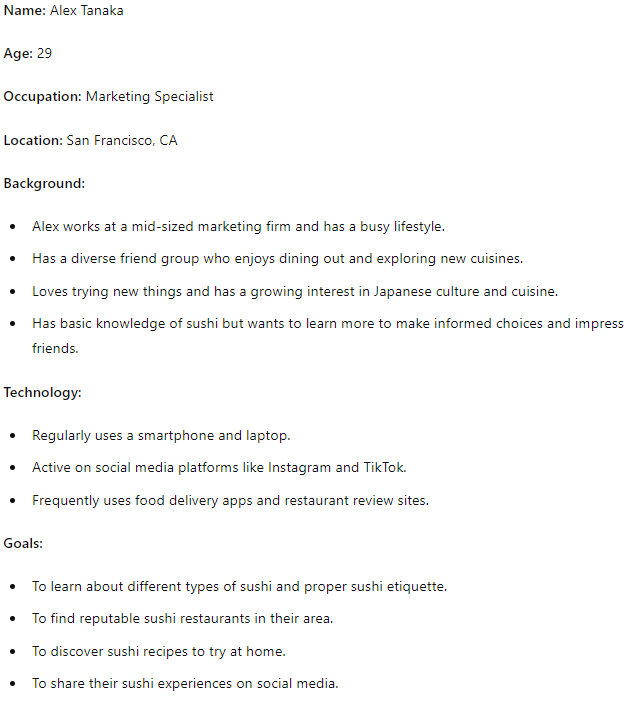 Name: Alex Tanaka
Age: 29
Occupation: Marketing Specialist
Location: San Francisco, CA
Background:
• Alex works at a mid-sized marketing firm and has a busy lifestyle.
• Has a diverse friend group who enjoys dining out and exploring new cuisines.
• Loves trying new things and has a growing interest in Japanese culture and cuisine.
• Has basic knowledge of sushi but wants to learn more to make informed choices and impress
friends.
Technology:
• Regularly uses a smartphone and laptop.
• Active on social media platforms like Instagram and TikTok.
• Frequently uses food delivery apps and restaurant review sites.
Goals:
• To learn about different types of sushi and proper sushi etiquette.
• To find reputable sushi restaurants in their area.
• To discover sushi recipes to try at home.
• To share their sushi experiences on social media.